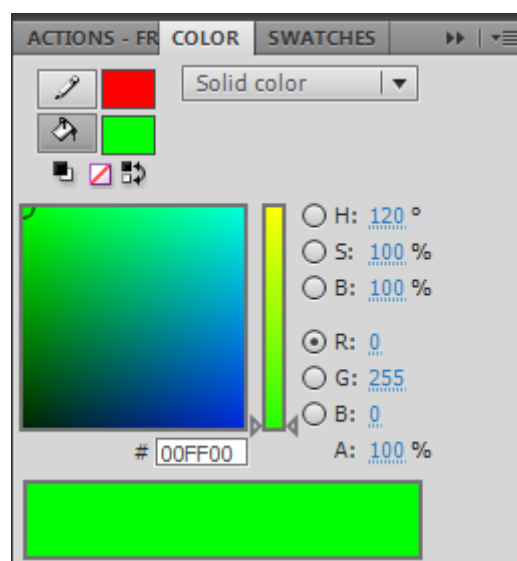 ACTIONS - FR COLOR SWATCHES
Solid color
H: 120 °
S: 100 %
B: 100 %
R: 0
G: 255
B: 0
# 00FF00 A: 100 %